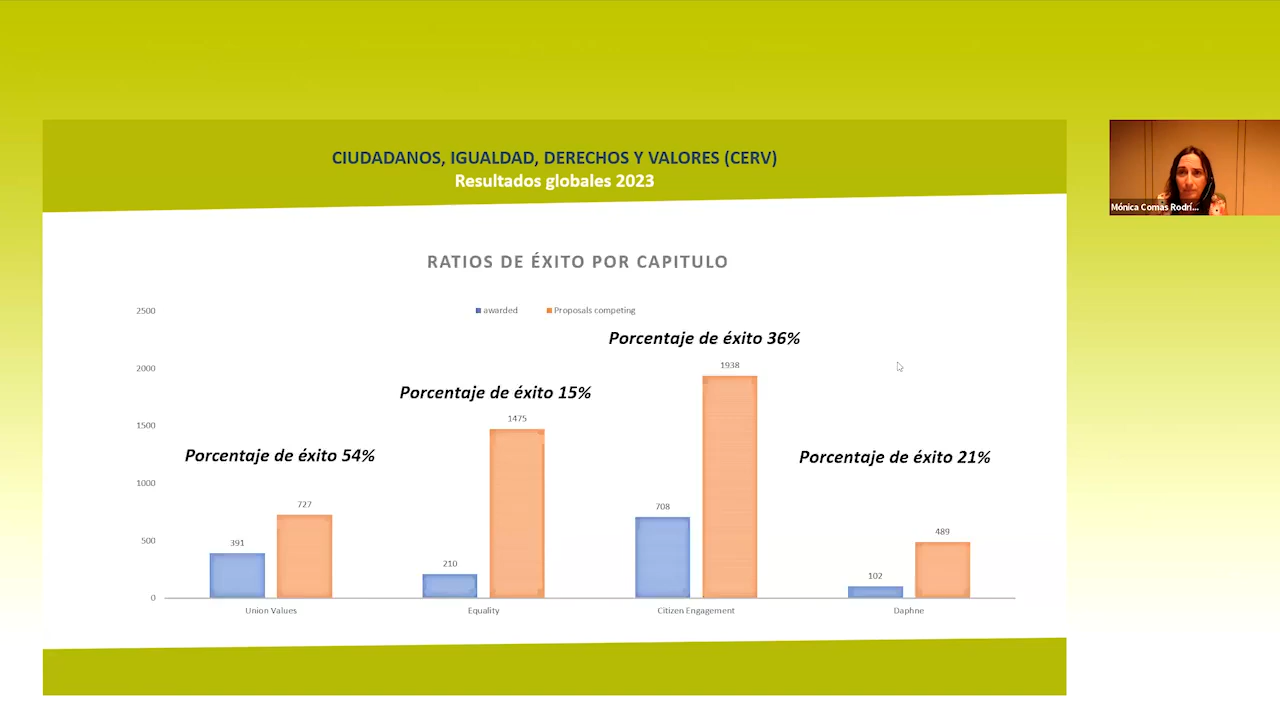 CIUDADANOS, IGUALDAD, DERECHOS Y VALORES (CERV)
Resultados globales 2023
Mónica Comas Rodrí...
RATIOS DE ÉXITO POR CAPITULO
awarded
Proposals competing
2500
2000
1500
1000
500
0
Porcentaje de éxito 54%
Porcentaje de éxito 15%
Porcentaje de éxito 36%
Porcentaje de éxito 21%
391
727
210
1475
708
1938
102
489
Union Values
Equality
Citizen Engagement
Daphne